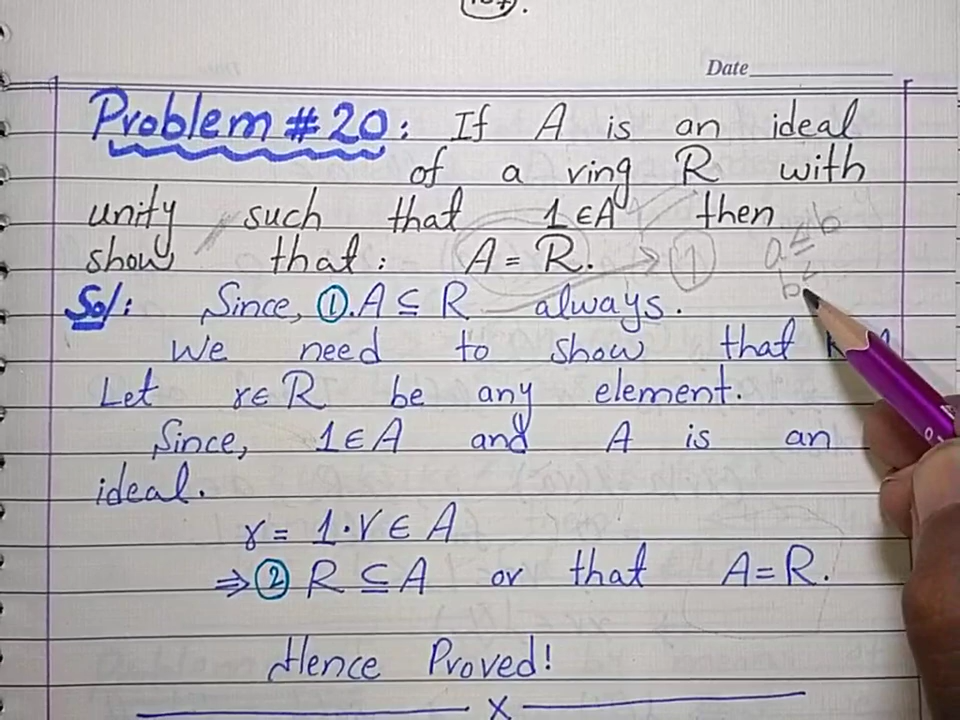 Date
Problem # 20: If A is an ideal
of a ring R with
unity such that 1 ∈ A then
show that: A = R. → ①
a ≤ b
b ≤
Sol: Since, ①. A ⊆ R always.
We need to show that
Let r ∈ R be any element.
Since, 1 ∈ A and A is an
ideal.
r = 1·r ∈ A
⇒ ② R ⊆ A or that A = R.
Hence Proved!
x